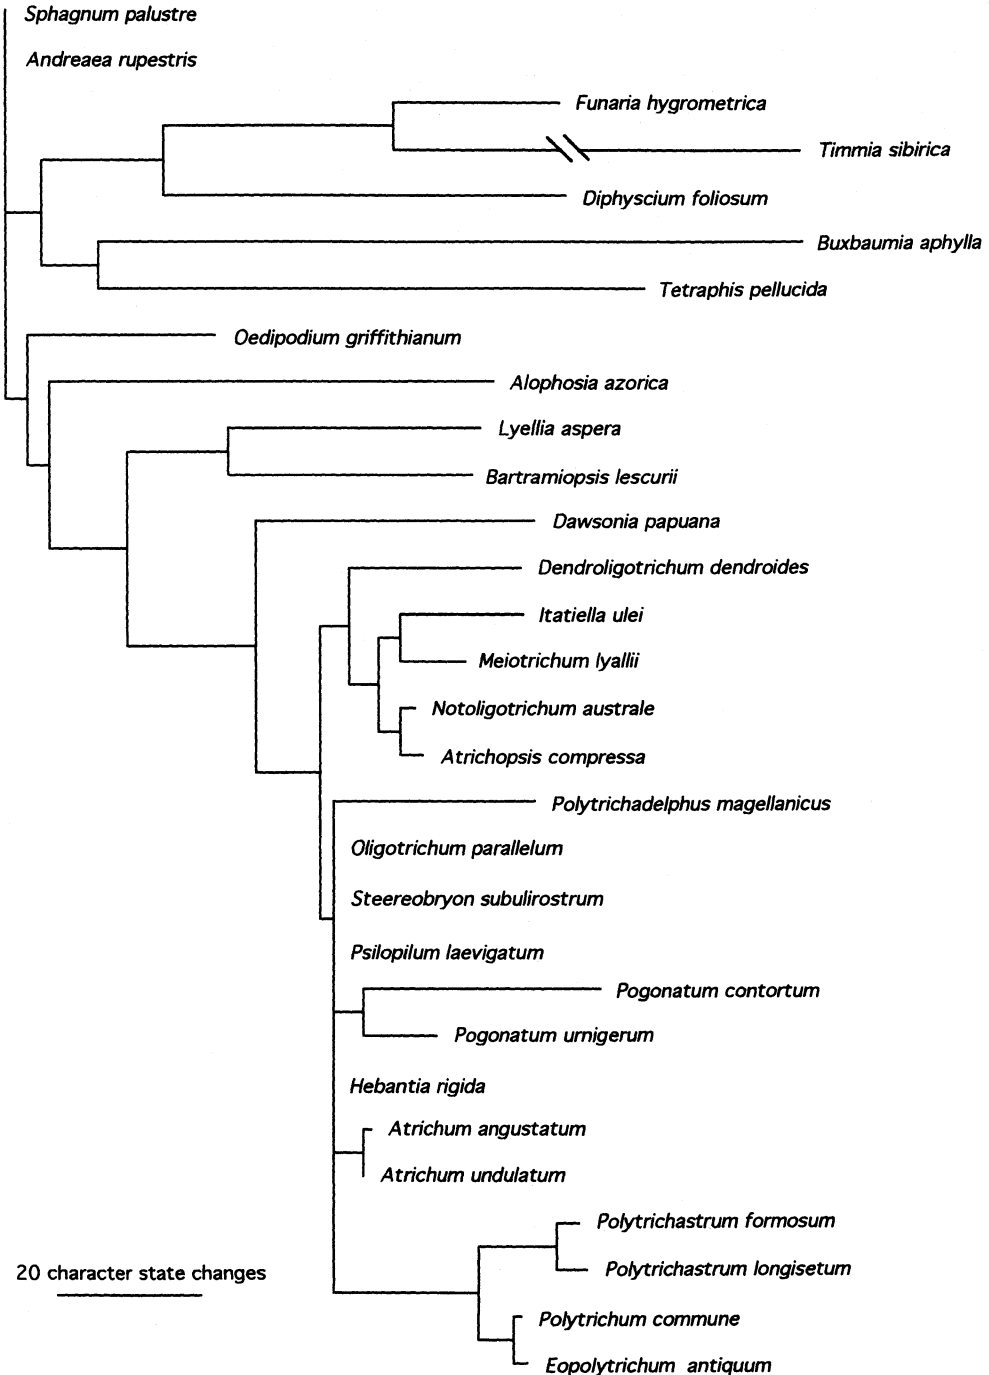 Sphagnum palustre
Andreaea rupestris
Funaria hygrometrica
Timmia sibirica
Diphyscium foliosum
Buxbaumia aphylla
Tetraphis pellucida
Oedipodium griffithianum
Alophosia azorica
Lyellia aspera
Bartramiopsis lescurii
Dawsonia papuana
Dendroligotrichum dendroides
Itatiella ulei
Meiotrichum lyallii
Notoligotrichum australe
Atrichopsis compressa
Polytrichadelphus magellanicus
Oligotrichum parallelum
Steereobryon subulirostrum
Psilopilum laevigatum
Pogonatum contortum
Pogonatum urnigerum
Hebantia rigida
Atrichum angustatum
Atrichum undulatum
Polytrichastrum formosum
Polytrichastrum longisetum
20 character state changes
Polytrichum commune
Eopolytrichum antiquum